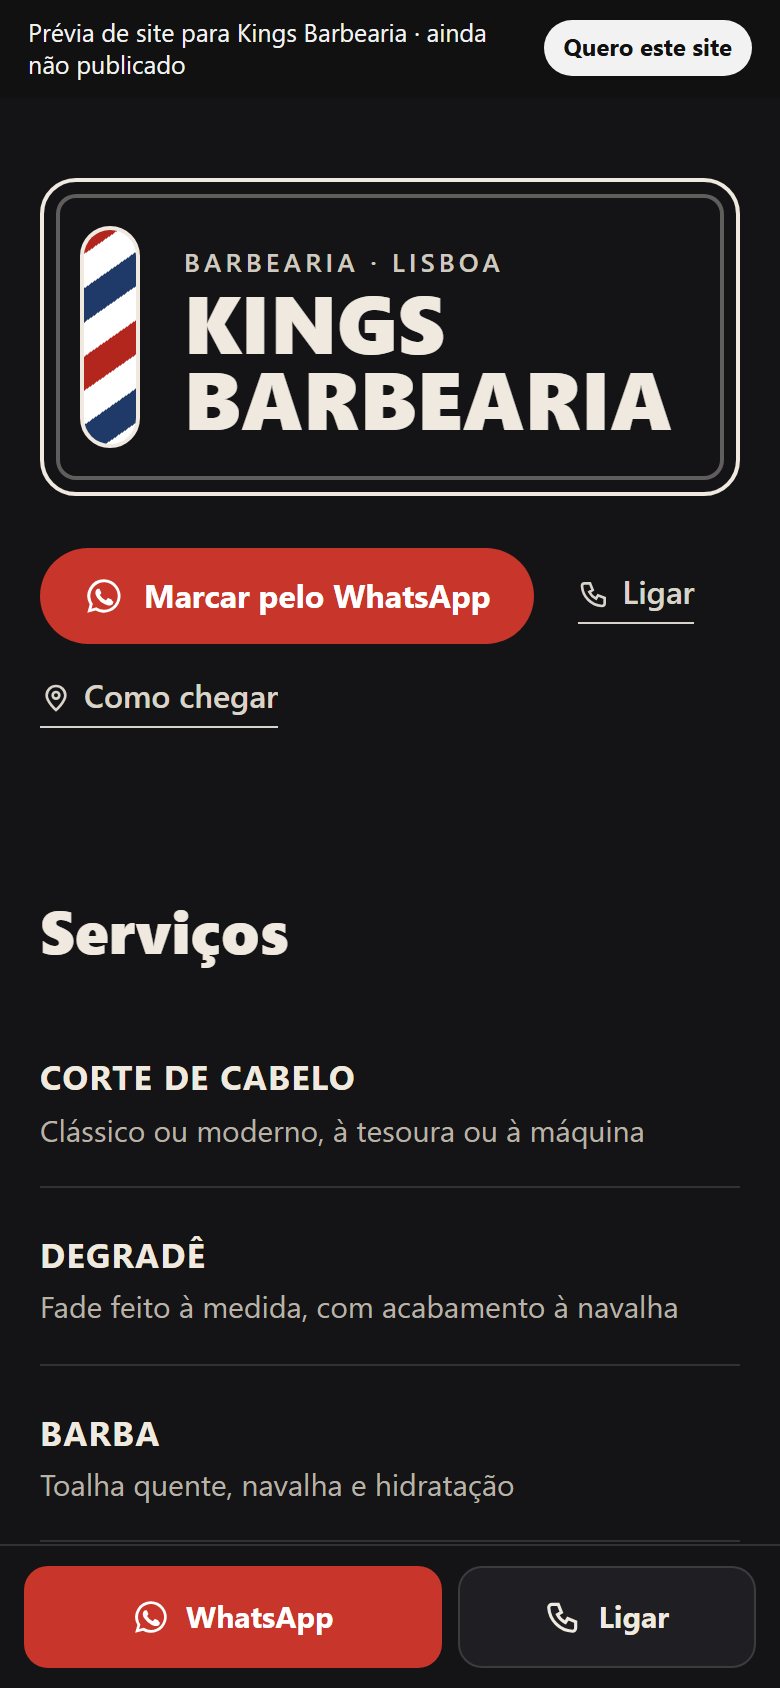 Prévia de site para Kings Barbearia · ainda
não publicado
Quero este site
BARBEARIA · LISBOA
KINGS
BARBEARIA
Marcar pelo WhatsApp
Ligar
Como chegar
Serviços
CORTE DE CABELO
Clássico ou moderno, à tesoura ou à máquina
DEGRADÊ
Fade feito à medida, com acabamento à navalha
BARBA
Toalha quente, navalha e hidratação
WhatsApp
Ligar